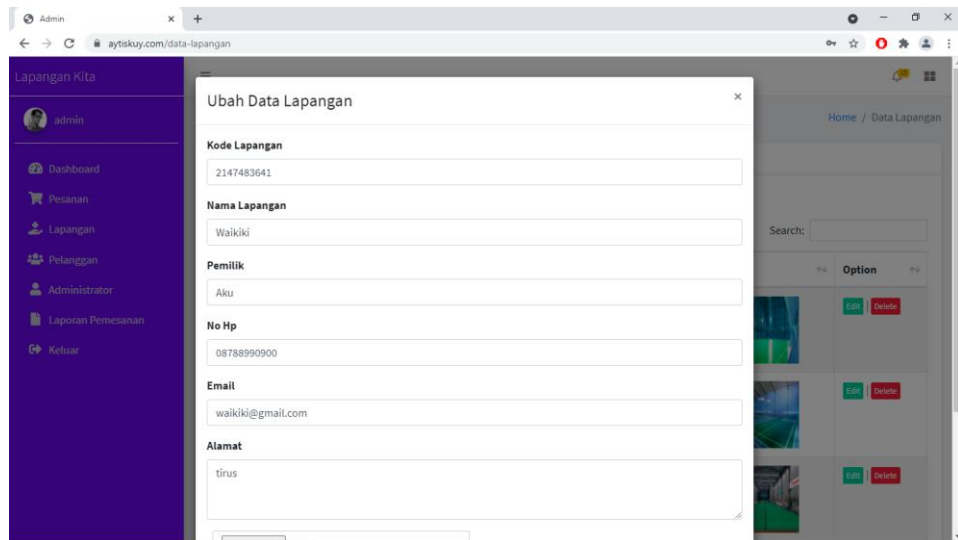 Admin
aytiskuy.com/data-lapangan
Lapangan Kita
admin
Home / Data Lapangan
Dashboard
Pesanan
Lapangan
Pelanggan
Administrator
Laporan Pemesanan
Keluar
Ubah Data Lapangan
Kode Lapangan
2147483641
Nama Lapangan
Waikiki
Pemilik
Aku
No Hp
08788990900
Email
waikiki@gmail.com
Alamat
tirus
Search:
Option
Edit | Delete
Edit | Delete
Edit | Delete